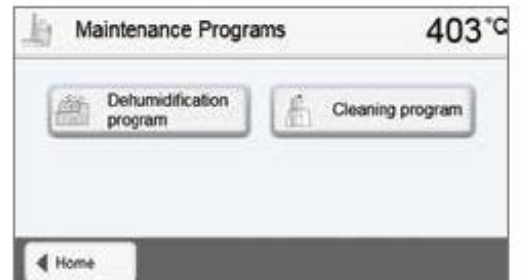 Maintenance Programs 403 °C
Dehumidification
program
Cleaning program
Home